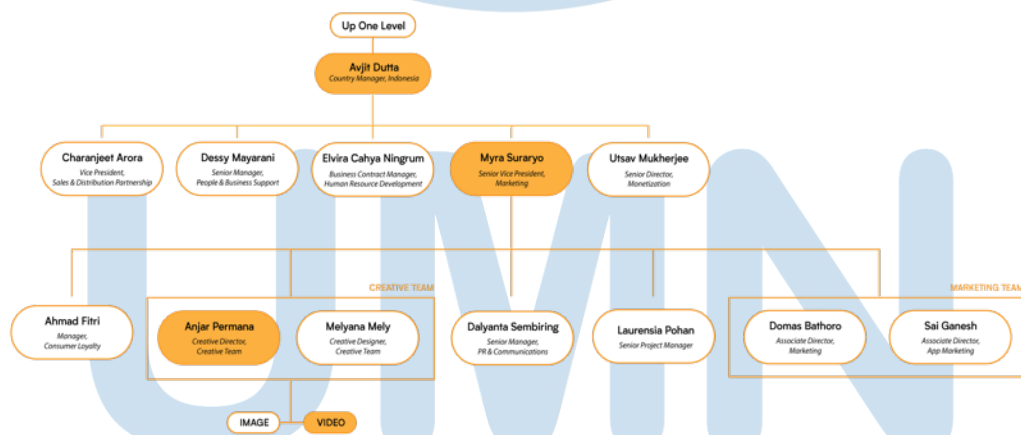 Up One Level
Avjit Dutta
Country Manager, Indonesia
Charanjeet Arora
Vice President,
Sales & Distribution Partnership
Dessy Mayarani
Senior Manager,
People & Business Support
Elvira Cahya Ningrum
Business Contract Manager,
Human Resource Development
Myra Suraryo
Senior Vice President,
Marketing
Utsav Mukherjee
Senior Director,
Monetization
CREATIVE TEAM
MARKETING TEAM
Ahmad Fitri
Manager,
Consumer Loyalty
Anjar Permana
Creative Director,
Creative Team
Melyana Mely
Creative Designer,
Creative Team
Dalyanta Sembiring
Senior Manager,
PR & Communications
Laurensia Pohan
Senior Project Manager
Domas Bathoro
Associate Director,
Marketing
Sai Ganesh
Associate Director,
App Marketing
IMAGE
VIDEO
UMN